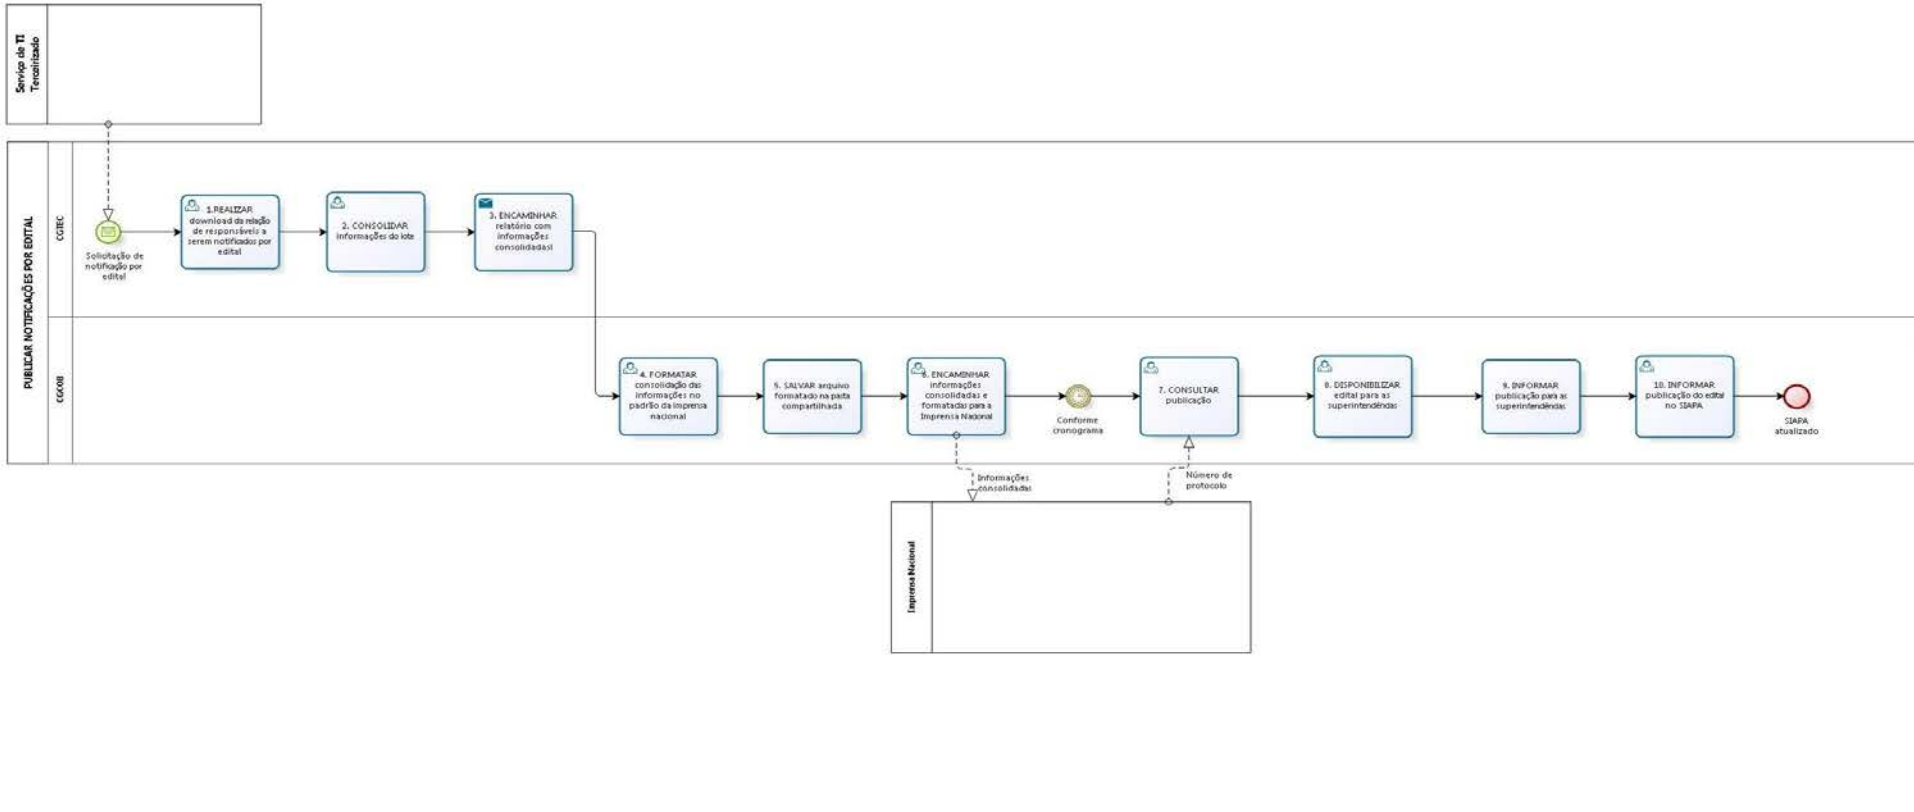 Serviço de TI
Terceirizado
PUBLICAR NOTIFICAÇÕES POR EDITAL
CGTEC
Solicitação de
notificação por
edital
1.REALIZAR
download da relação
de responsáveis a
serem notificados por
edital
2. CONSOLIDAR
informações do lote
3. ENCAMINHAR
relatório com
informações
consolidadasl
CGCOB
4. FORMATAR
consolidação das
informações no
padrão da imprensa
nacional
5. SALVAR arquivo
formatado na pasta
compartilhada
6. ENCAMINHAR
informações
consolidadas e
formatadas para a
Imprensa Nacional
Conforme
cronograma
7. CONSULTAR
publicação
8. DISPONIBILIZAR
edital para as
superintendências
9. INFORMAR
publicação para as
superintendências
10. INFORMAR
publicação do edital
no SIAPA
SIAPA
atualizado
Informações
consolidadas
Número de
protocolo
Imprensa Nacional